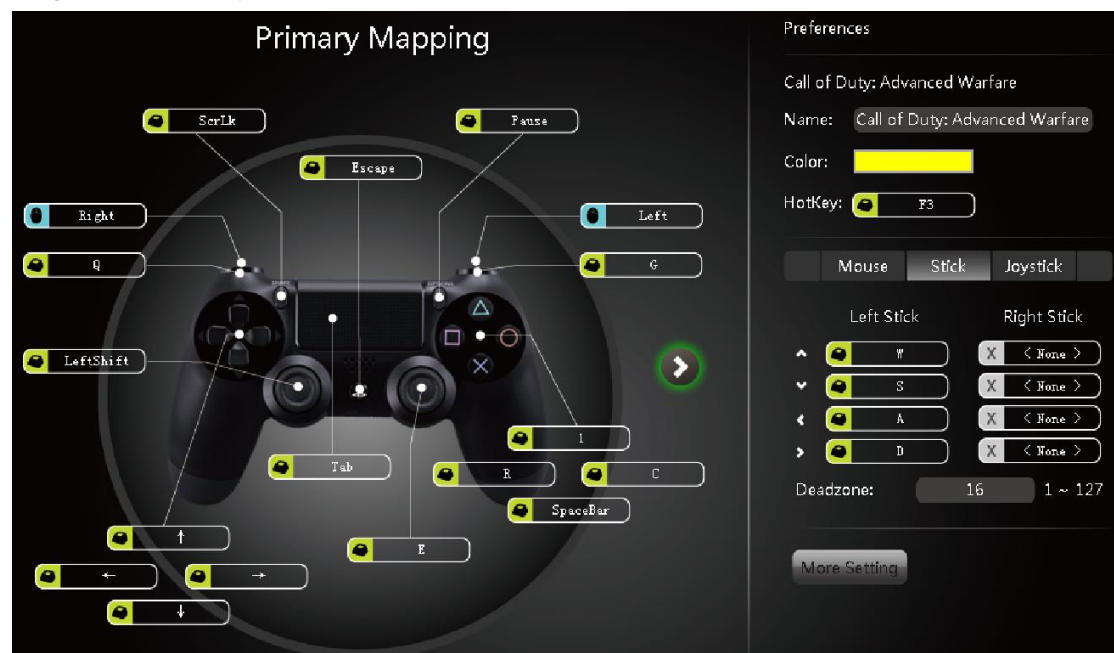 Primary Mapping
ScrLk
Pause
Escape
Right
Left
Q
G
SHARE
OPTIONS
LeftShift
1
Tab
R
C
SpaceBar
↑
E
←
→
↓
Preferences
Call of Duty: Advanced Warfare
Name: Call of Duty: Advanced Warfare
Color:
HotKey: F3
Mouse Stick Joystick
Left Stick Right Stick
W X < None >
S X < None >
A X < None >
D X < None >
Deadzone: 16 1 ~ 127
More Setting